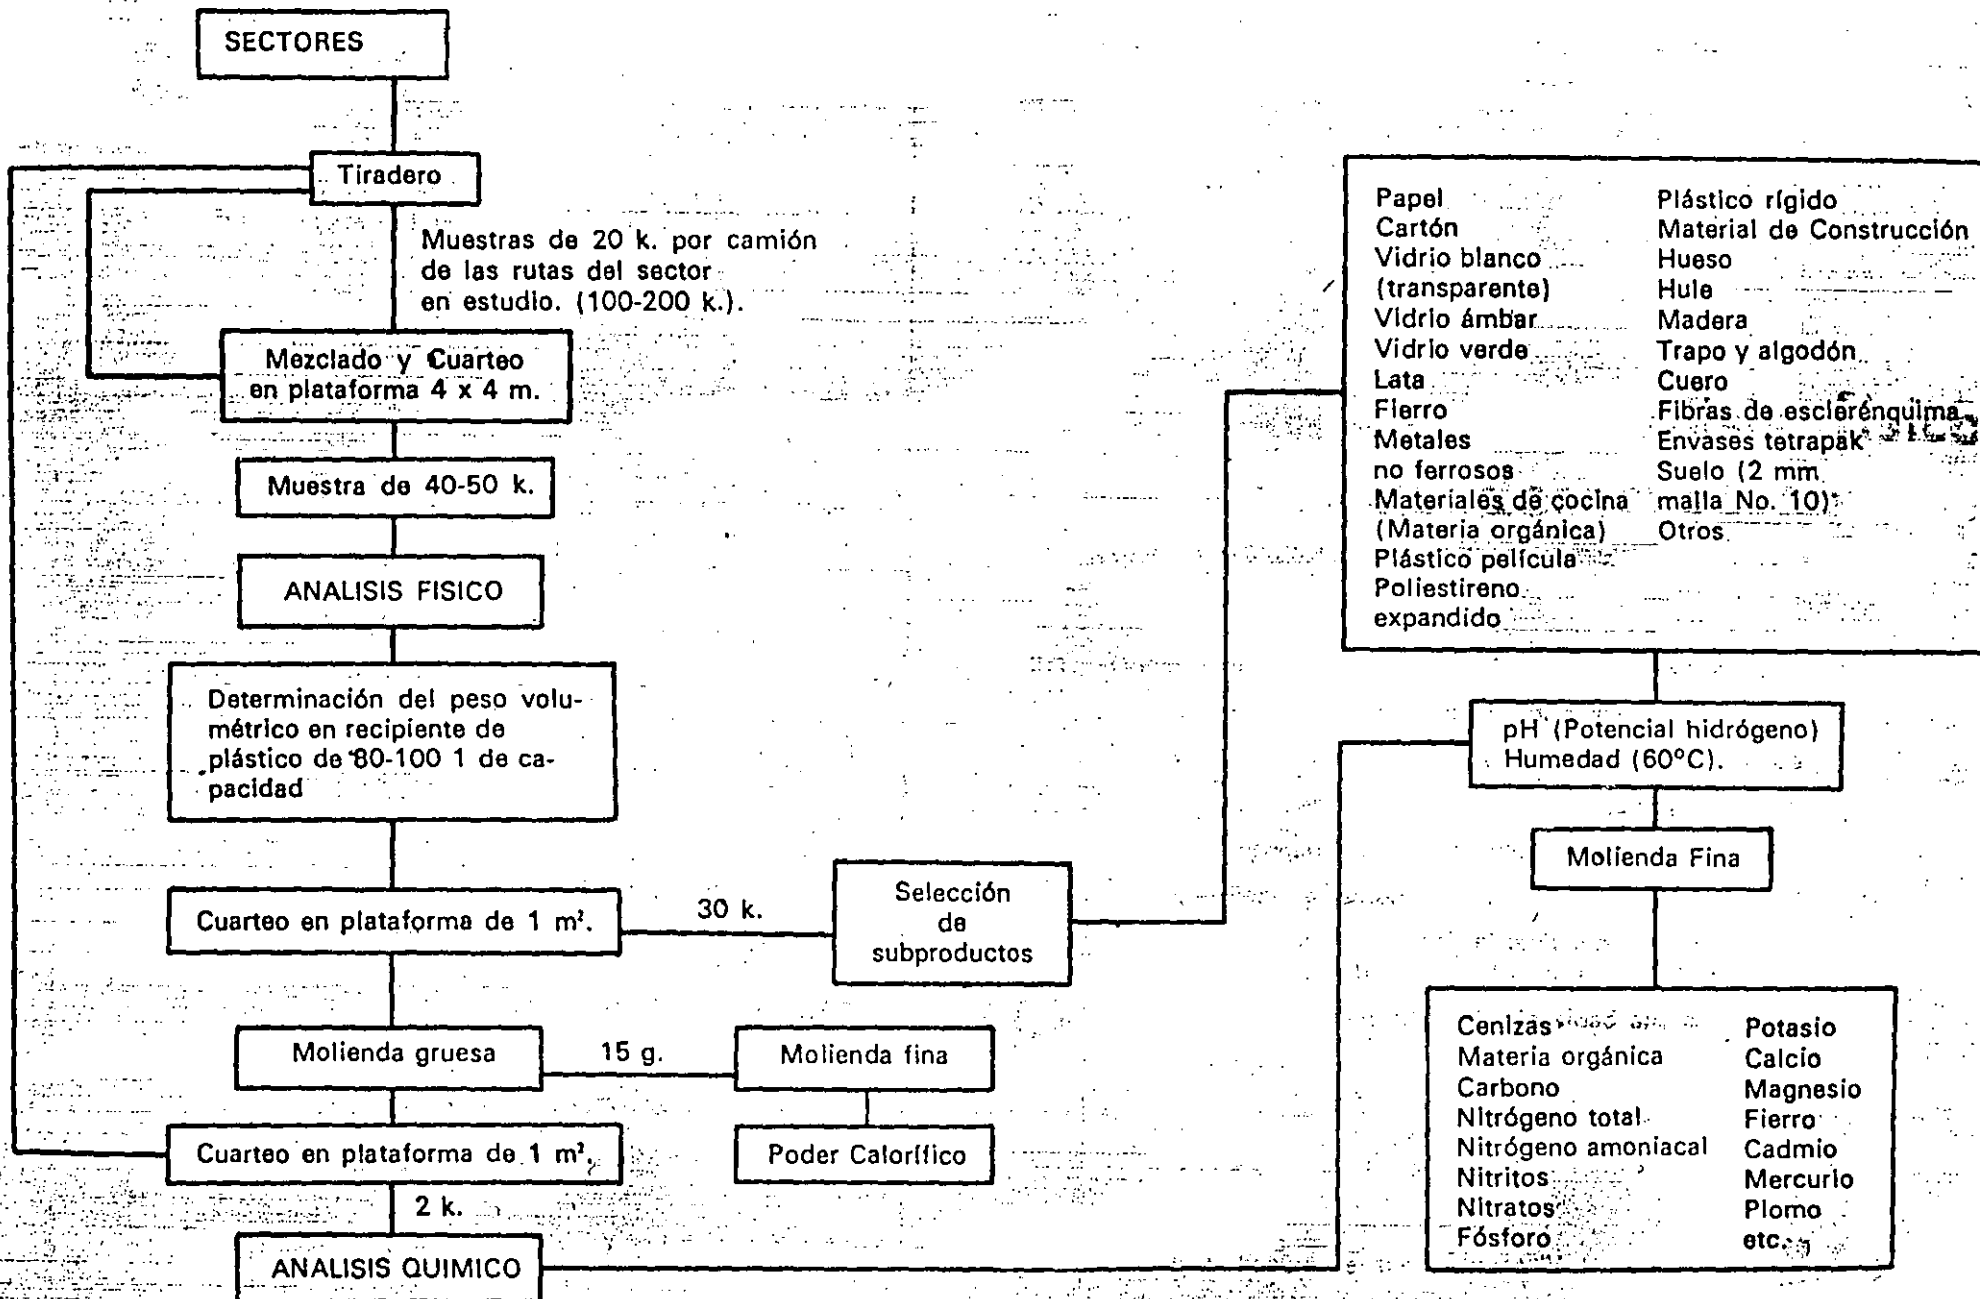 SECTORES
Tiradero
Muestras de 20 k. por camión
de las rutas del sector
en estudio. (100-200 k.).
Mezclado y Cuarteo
en plataforma 4 x 4 m.
Muestra de 40-50 k.
ANALISIS FISICO
Determinación del peso volu-
métrico en recipiente de
plástico de 80-100 1 de ca-
pacidad
Cuarteo en plataforma de 1 m².
30 k.
Selección
de
subproductos
Molienda gruesa
15 g.
Molienda fina
Poder Calorífico
Cuarteo en plataforma de 1 m².
2 k.
ANALISIS QUIMICO
Papel
Cartón
Vidrio blanco
(transparente)
Vidrio ámbar
Vidrio verde
Lata
Fierro
Metales
no ferrosos
Materiales de cocina
(Materia orgánica)
Plástico película
Poliestireno
expandido
Plástico rígido
Material de Construcción
Hueso
Hule
Madera
Trapo y algodón
Cuero
Fibras de esclerénquima
Envases tetrapak
Suelo (2 mm
malla No. 10)
Otros
pH (Potencial hidrógeno)
Humedad (60°C).
Molienda Fina
Cenizas
Materia orgánica
Carbono
Nitrógeno total
Nitrógeno amoniacal
Nitritos
Nitratos
Fósforo
Potasio
Calcio
Magnesio
Fierro
Cadmio
Mercurio
Plomo
etc.